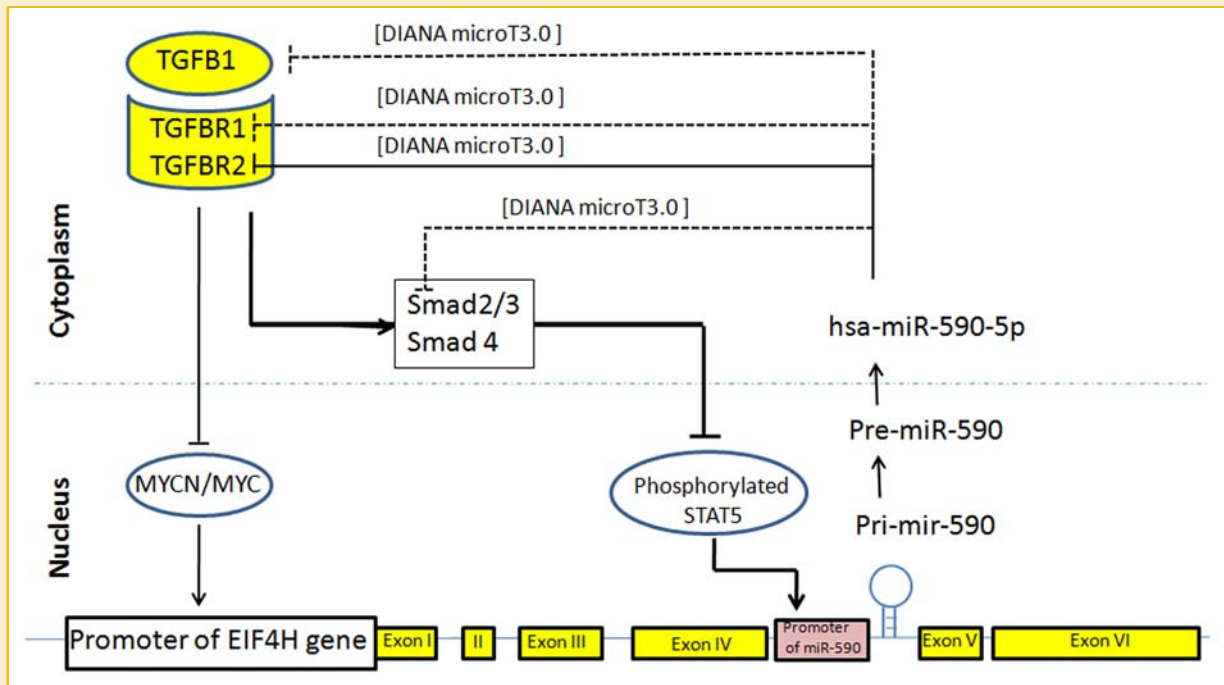 [DIANA microT3.0 ]
TGFB1
[DIANA microT3.0 ]
TGFBR1
[DIANA microT3.0 ]
TGFBR2
[DIANA microT3.0 ]
Cytoplasm
Smad2/3
Smad 4
hsa-miR-590-5p
Pre-miR-590
Nucleus
MYCN/MYC
Phosphorylated
STAT5
Pri-mir-590
Promoter of EIF4H gene
Exon I
II
Exon III
Exon IV
Promoter
of miR-590
Exon V
Exon VI